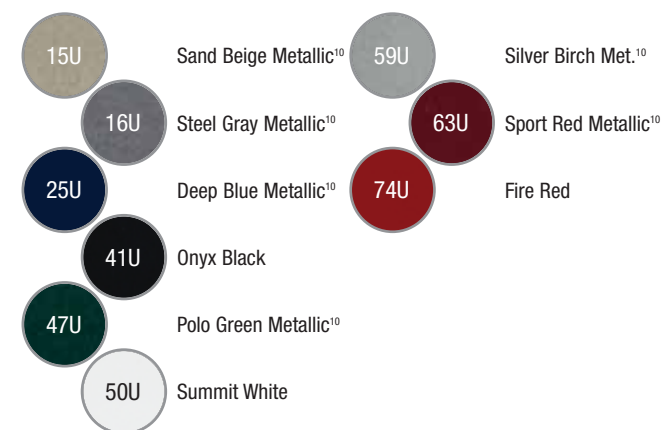 15U Sand Beige Metallic¹⁰
16U Steel Gray Metallic¹⁰
25U Deep Blue Metallic¹⁰
41U Onyx Black
47U Polo Green Metallic¹⁰
50U Summit White
59U Silver Birch Met.¹⁰
63U Sport Red Metallic¹⁰
74U Fire Red